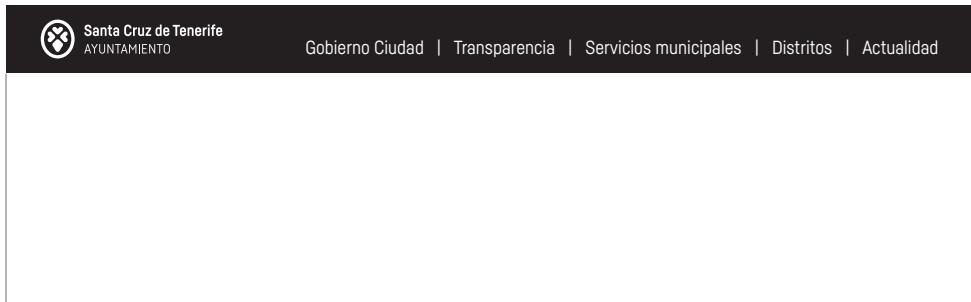 Santa Cruz de Tenerife
AYUNTAMIENTO
Gobierno Ciudad | Transparencia | Servicios municipales | Distritos | Actualidad